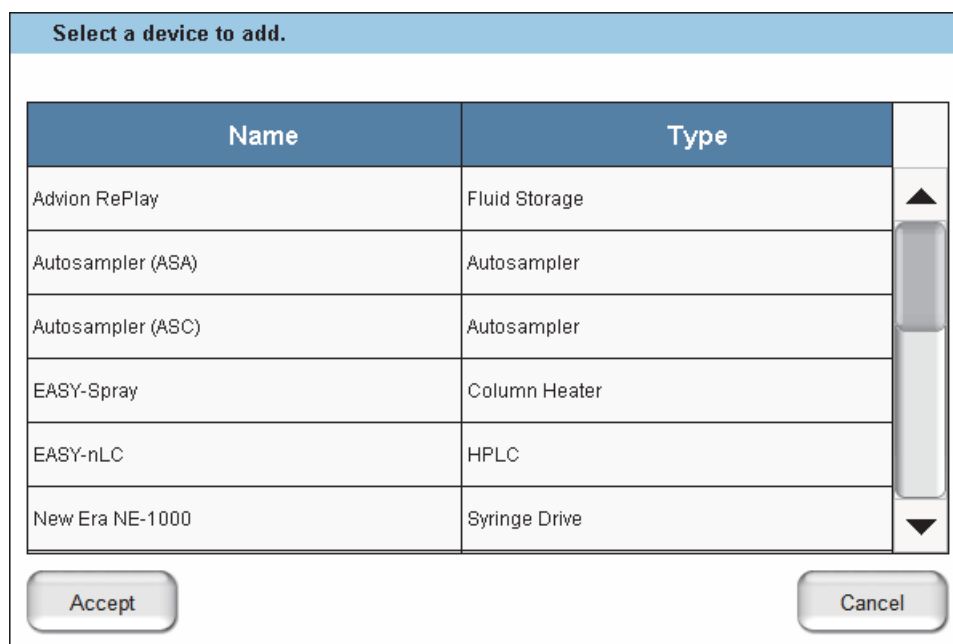 Select a device to add.
Name Type
Advion RePlay Fluid Storage
Autosampler (ASA) Autosampler
Autosampler (ASC) Autosampler
EASY-Spray Column Heater
EASY-nLC HPLC
New Era NE-1000 Syringe Drive
Accept Cancel